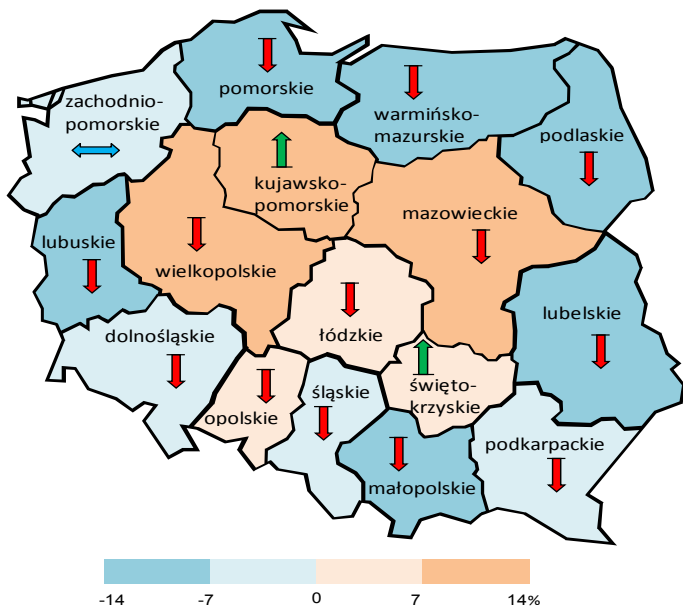 pomorskie
zachodnio-
pomorskie
warmińsko-
mazurskie
podlaskie
kujawsko-
pomorskie
mazowieckie
lubuskie
wielkopolskie
lubelskie
dolnośląskie
łódzkie
śląskie
święto-
krzyskie
opolskie
podkarpackie
małopolskie
-14 -7 0 7 14%